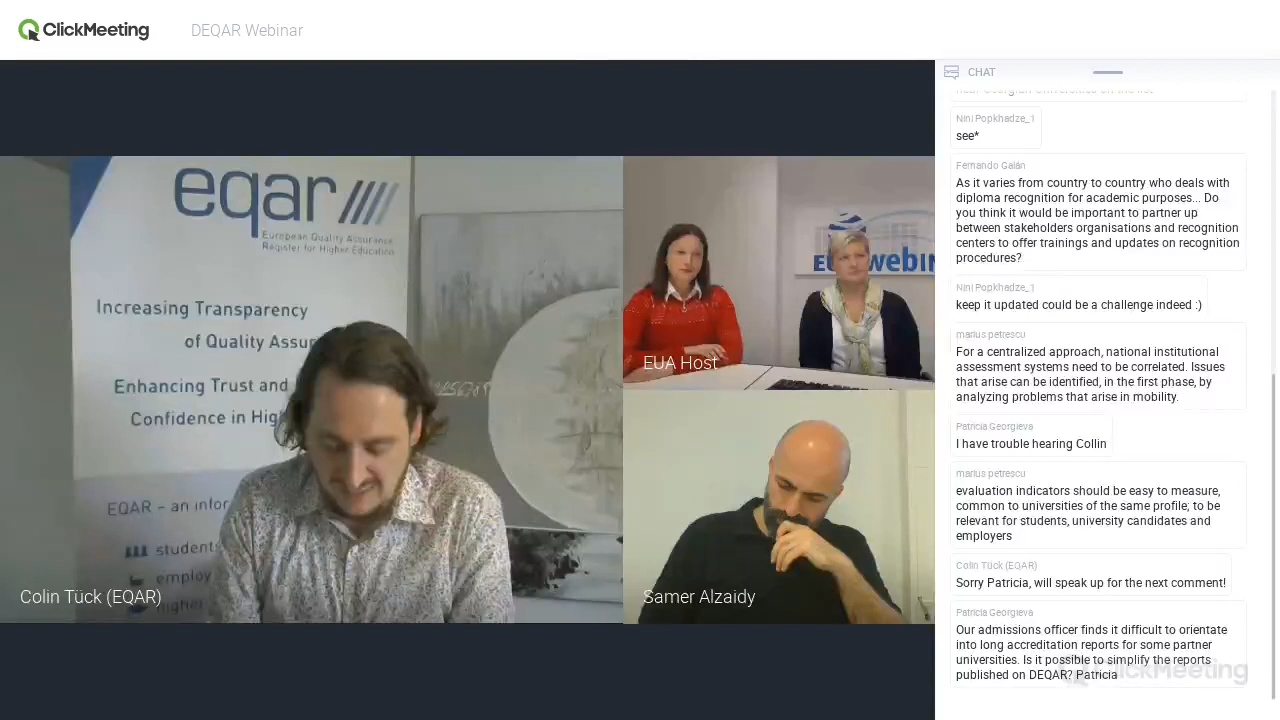 ClickMeeting
DEQAR Webinar
eqar
European Quality Assurance
Register for Higher Education
Increasing Transparency
of Quality Assur
Enhancing Trust and
Confidence in Hig
EQAR – an infor
students
employ
higher
Colin Tück (EQAR)
EUA Host
Samer Alzaidy
CHAT
Nini Popkhadze_1
see*
Fernando Galán
As it varies from country to country who deals with
diploma recognition for academic purposes... Do
you think it would be important to partner up
between stakeholders organisations and recognition
centers to offer trainings and updates on recognition
procedures?
Nini Popkhadze_1
keep it updated could be a challenge indeed :)
marius petrescu
For a centralized approach, national institutional
assessment systems need to be correlated. Issues
that arise can be identified, in the first phase, by
analyzing problems that arise in mobility.
Patricia Georgieva
I have trouble hearing Collin
marius petrescu
evaluation indicators should be easy to measure,
common to universities of the same profile; to be
relevant for students, university candidates and
employers
Colin Tück (EQAR)
Sorry Patricia, will speak up for the next comment!
Patricia Georgieva
Our admissions officer finds it difficult to orientate
into long accreditation reports for some partner
universities. Is it possible to simplify the reports
published on DEQAR? Patricia
ClickMeeting